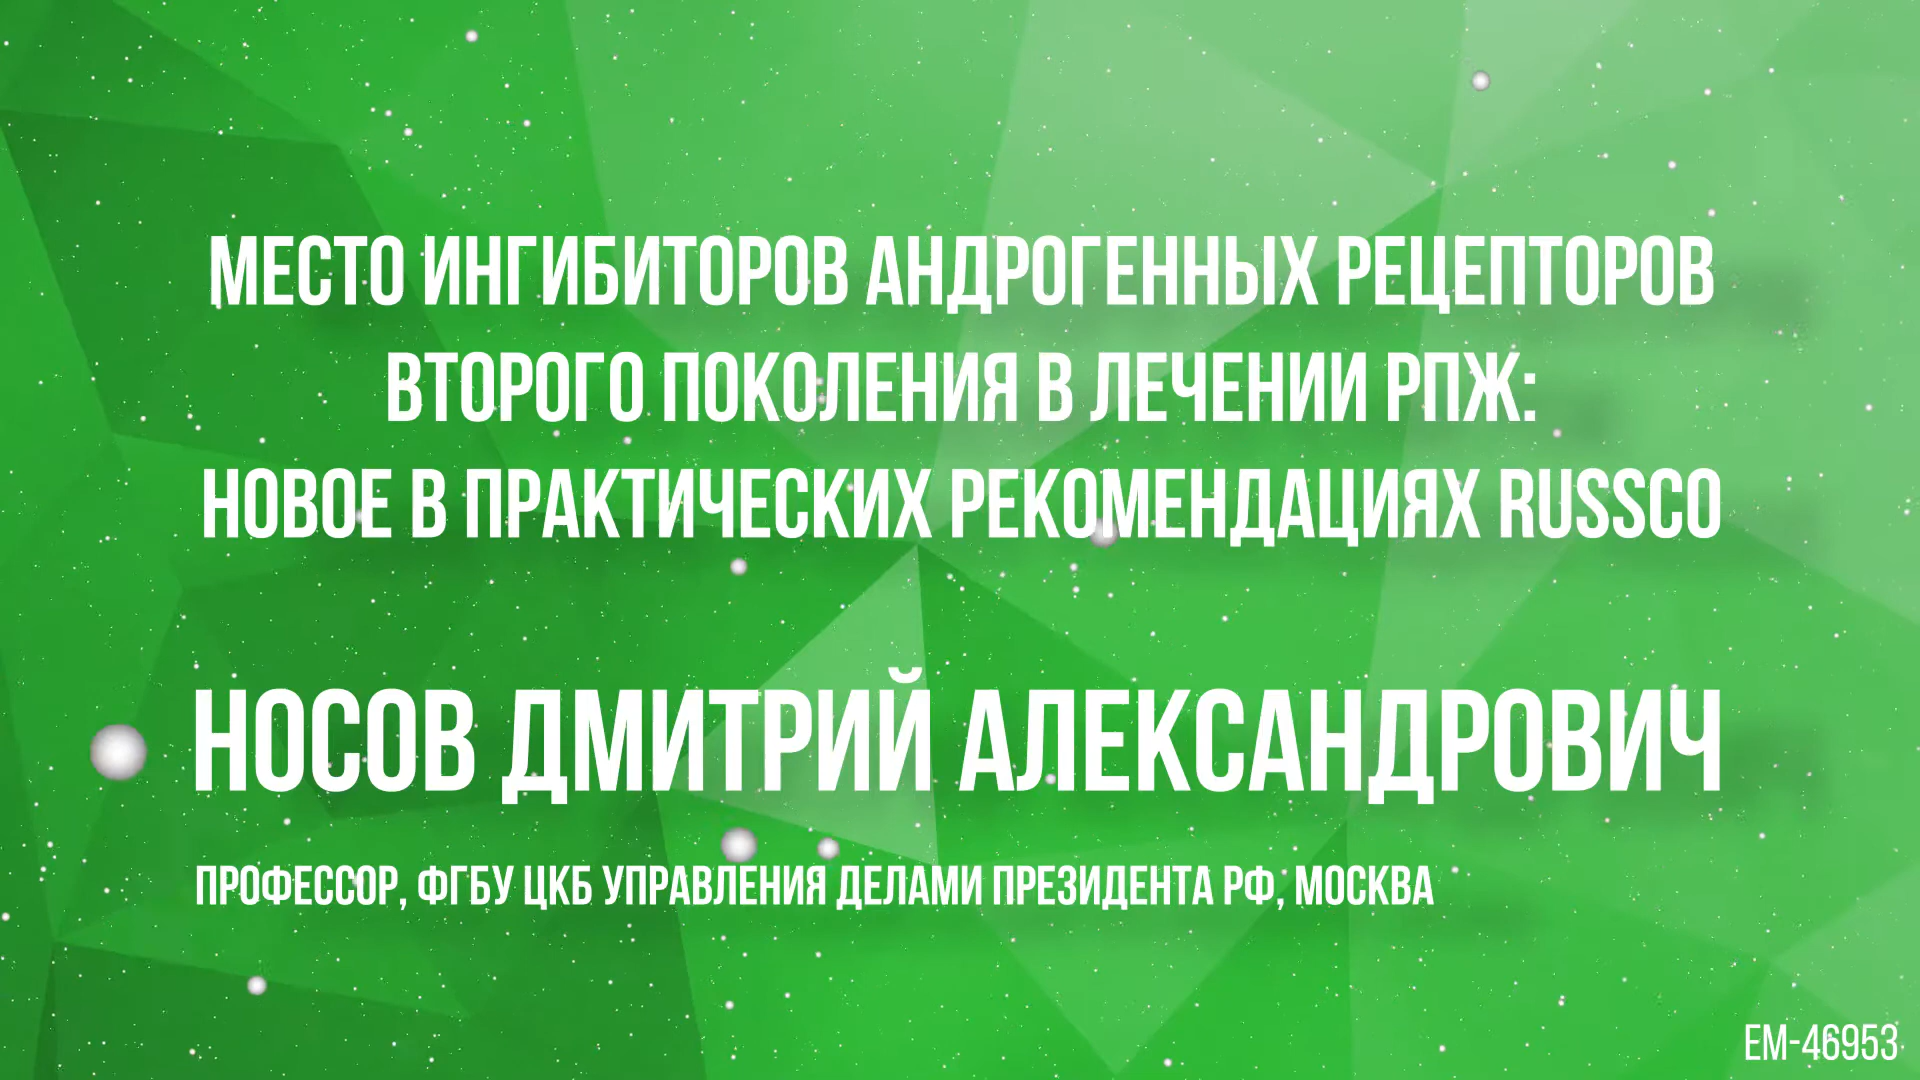 МЕСТО ИНГИБИТОРОВ АНДРОГЕННЫХ РЕЦЕПТОРОВ
ВТОРОГО ПОКОЛЕНИЯ В ЛЕЧЕНИИ РПЖ:
НОВОЕ В ПРАКТИЧЕСКИХ РЕКОМЕНДАЦИЯХ RUSSCO
НОСОВ ДМИТРИЙ АЛЕКСАНДРОВИЧ
ПРОФЕССОР, ФГБУ ЦКБ УПРАВЛЕНИЯ ДЕЛАМИ ПРЕЗИДЕНТА РФ, МОСКВА
EM-46953